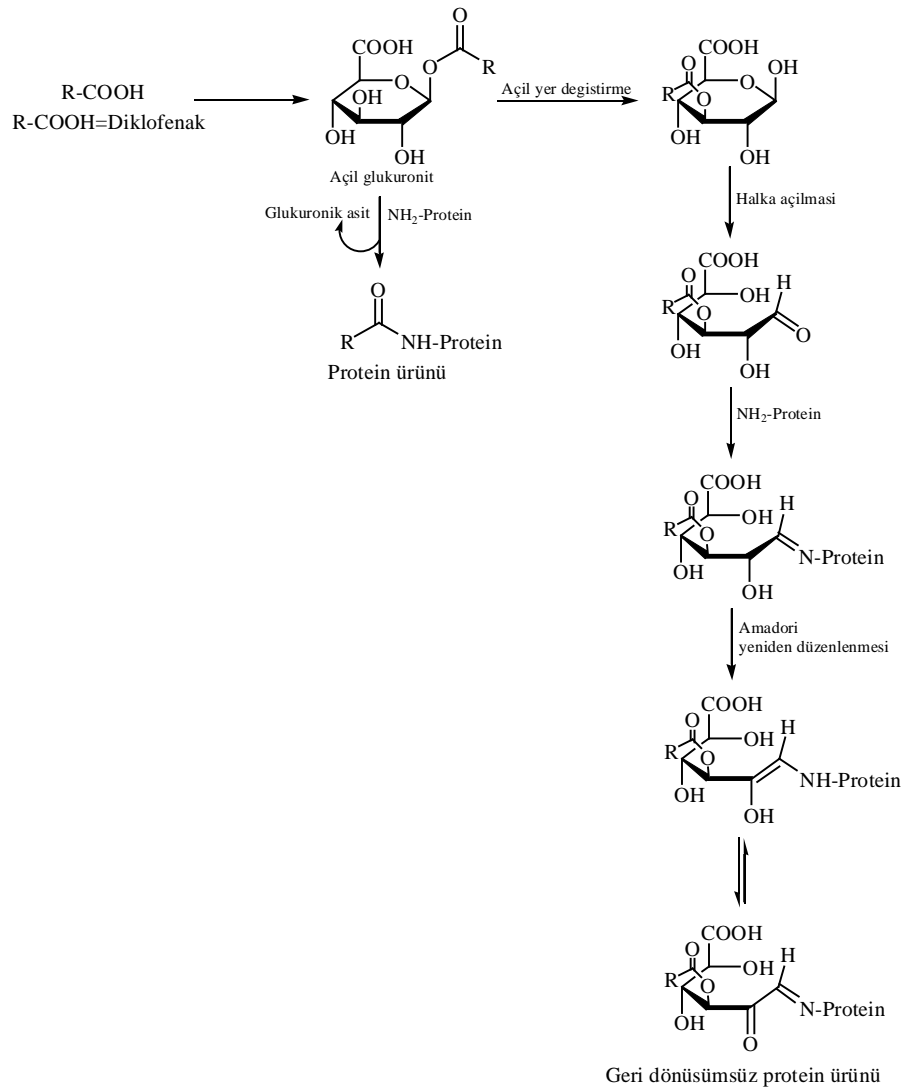 R-COOH
R-COOH=Diklofenak
COOH
O
O
R
O
OH
HO
OH
OH
Açil glukuronit
Açil yer degistirme
COOH
O
R
O
O
OH
OH
OH
Glukuronik asit
NH2-Protein
O
R
NH-Protein
Protein ürünü
Halka açilmasi
COOH
O
R
O
OH
H
O
OH
OH
NH2-Protein
COOH
O
R
O
OH
H
N-Protein
OH
OH
Amadori
yeniden düzenlenmesi
COOH
O
R
O
OH
H
NH-Protein
OH
OH
COOH
O
R
O
OH
H
N-Protein
OH
O
Geri dönüsümsüz protein ürünü